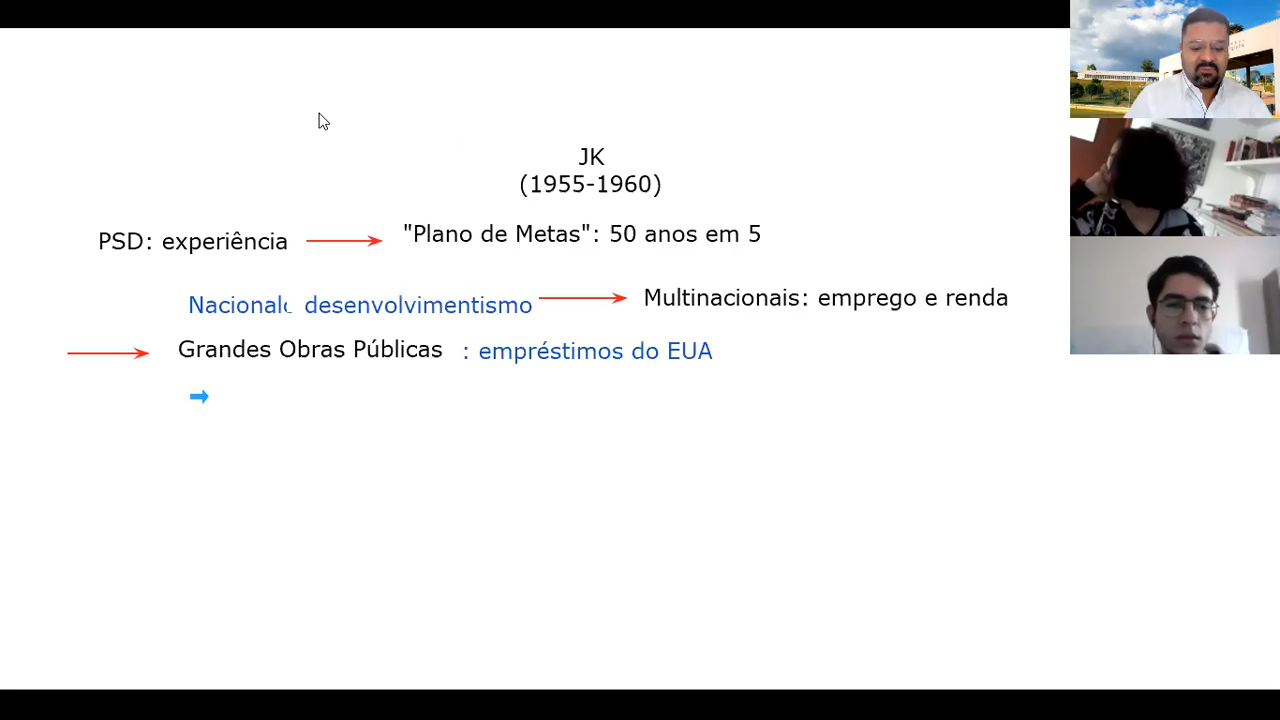 JK
(1955-1960)
PSD: experiência
"Plano de Metas": 50 anos em 5
desenvolvimentismo
Multinacionais: emprego e renda
Grandes Obras Públicas : empréstimos do EUA